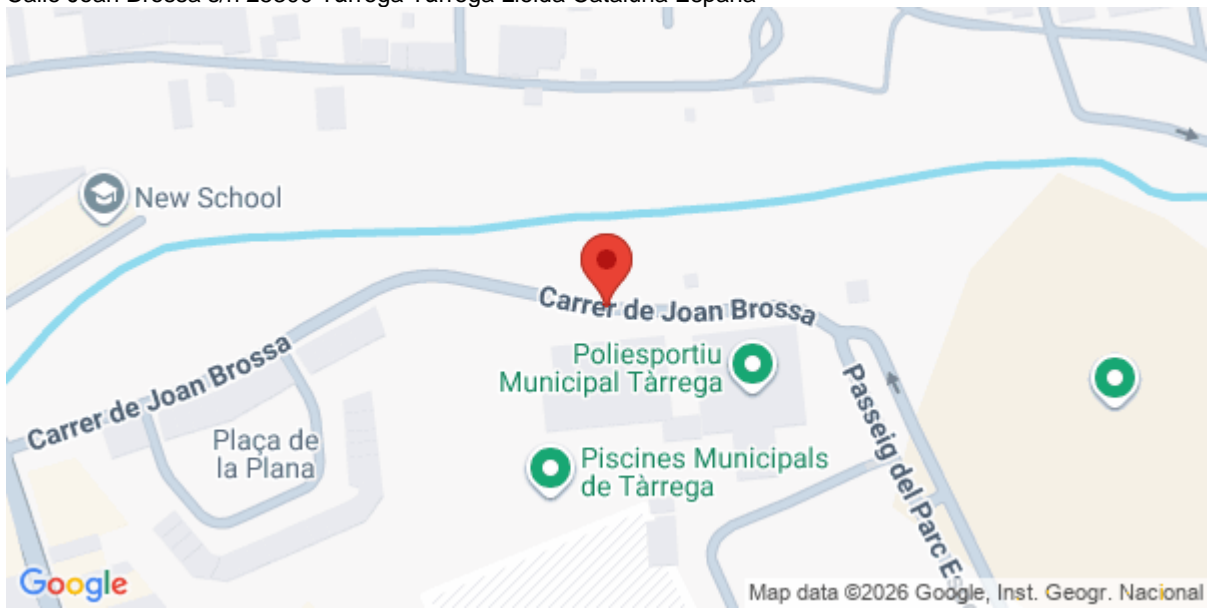 New School
Carrer de Joan Brossa
Poliesportiu
Municipal Tàrrega
Carrer de Joan Brossa
Plaça de
la Plana
Piscines Municipals
de Tàrrega
Passeig del Parc Es
Google
Map data ©2026 Google, Inst. Geogr. Nacional